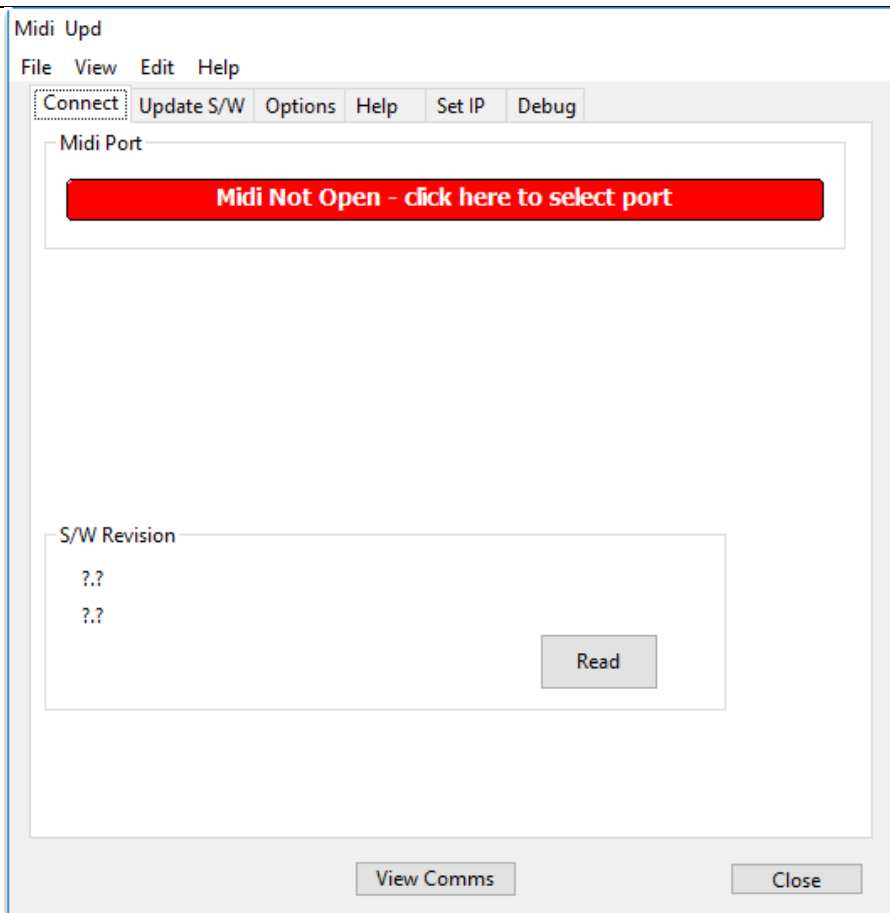 Midi Upd
File View Edit Help
Connect Update S/W Options Help Set IP Debug
Midi Port
Midi Not Open - click here to select port
S/W Revision
?.?
?.?
Read
View Comms Close